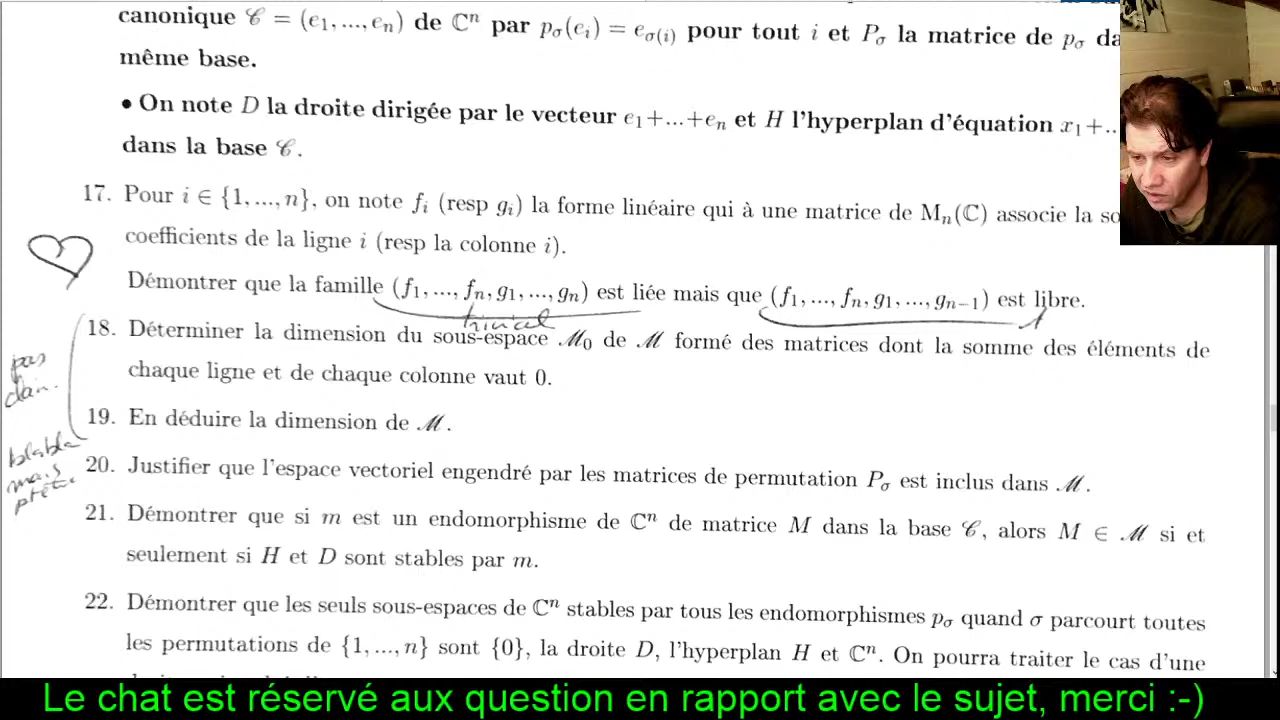 canonique 𝒞 = (e₁, ..., eₙ) de ℂⁿ par p_σ(e_i) = e_σ(i) pour tout i et P_σ la matrice de p_σ da
même base.
• On note D la droite dirigée par le vecteur e₁+...+eₙ et H l'hyperplan d'équation x₁+..
dans la base 𝒞.
17. Pour i ∈ {1, ..., n}, on note f_i (resp g_i) la forme linéaire qui à une matrice de Mₙ(ℂ) associe la so
coefficients de la ligne i (resp la colonne i).
Démontrer que la famille (f₁, ..., fₙ, g₁, ..., gₙ) est liée mais que (f₁, ..., fₙ, g₁, ..., gₙ₋₁) est libre.
trivial
18. Déterminer la dimension du sous-espace ℳ₀ de ℳ formé des matrices dont la somme des éléments de
chaque ligne et de chaque colonne vaut 0.
pas
clair.
19. En déduire la dimension de ℳ.
blabla
mais
20. Justifier que l'espace vectoriel engendré par les matrices de permutation P_σ est inclus dans ℳ.
21. Démontrer que si m est un endomorphisme de ℂⁿ de matrice M dans la base 𝒞, alors M ∈ ℳ si et
seulement si H et D sont stables par m.
22. Démontrer que les seuls sous-espaces de ℂⁿ stables par tous les endomorphismes p_σ quand σ parcourt toutes
les permutations de {1, ..., n} sont {0}, la droite D, l'hyperplan H et ℂⁿ. On pourra traiter le cas d'une
Le chat est réservé aux question en rapport avec le sujet, merci :-)